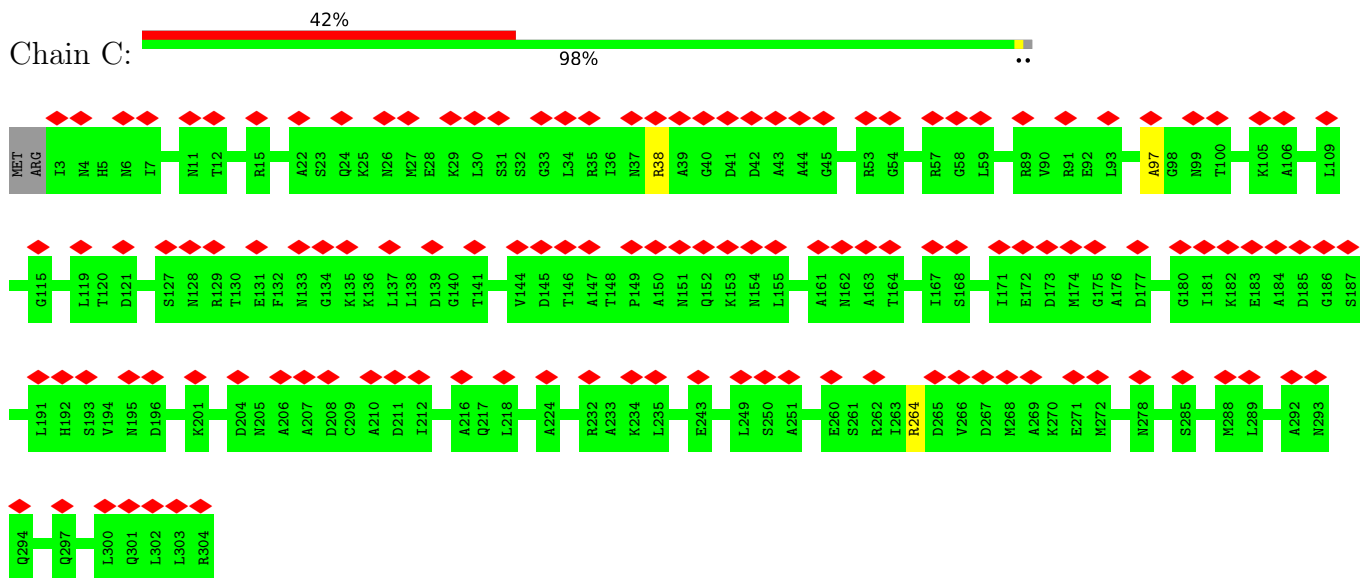 42%
Chain C:
98%
••
MET ARG I3 N4 H5 N6 I7 N11 T12 R15 A22 S23 Q24 K25 N26 M27 E28 K29 L30 S31 S32 G33 L34 R35 I36 N37 R38 A39 G40 D41 D42 A43 A44 G45 R53 G54 R57 G58 L59 R89 V90 R91 E92 L93 A97 G98 N99 T100 K105 A106 L109
G115 L119 T120 D121 S127 N128 R129 T130 E131 F132 N133 G134 K135 K136 L137 L138 D139 G140 T141 V144 D145 T146 A147 T148 P149 A150 N151 Q152 K153 N154 L155 A161 N162 A163 T164 I167 S168 I171 E172 D173 M174 G175 A176 D177 G180 I181 K182 E183 A184 D185 G186 S187
L191 H192 S193 V194 N195 D196 K201 D204 N205 A206 A207 D208 C209 A210 D211 I212 A216 Q217 L218 A224 R232 A233 K234 L235 E243 L249 S250 A251 E260 S261 R262 I263 R264 D265 V266 D267 M268 A269 K270 E271 M272 N278 S285 M288 L289 A292 N293
Q294 Q297 L300 Q301 L302 L303 R304